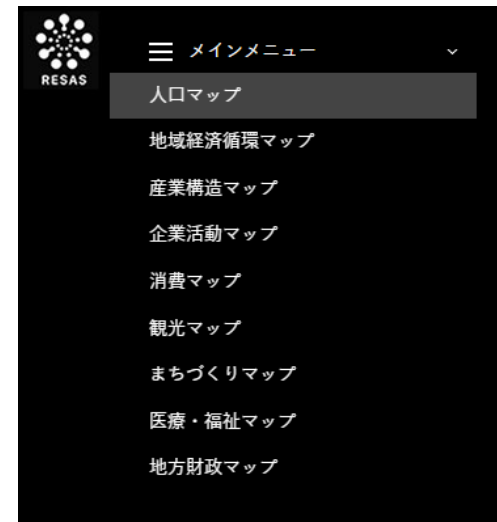 メインメニュー
RESAS
人口マップ
地域経済循環マップ
産業構造マップ
企業活動マップ
消費マップ
観光マップ
まちづくりマップ
医療・福祉マップ
地方財政マップ